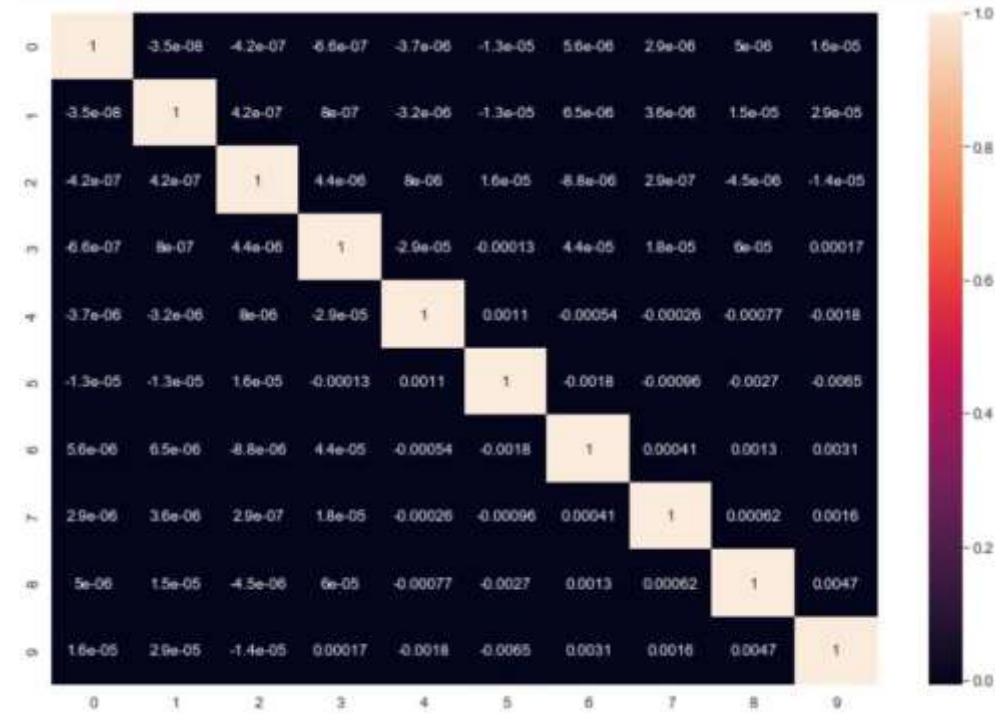 0 1 -3.5e-08 -4.2e-07 -6.6e-07 -3.7e-06 -1.3e-05 5.6e-06 2.9e-06 5e-06 1.6e-05
1 -3.5e-08 1 4.2e-07 8e-07 -3.2e-06 -1.3e-05 6.5e-06 3.6e-06 1.5e-05 2.9e-05
2 -4.2e-07 4.2e-07 1 4.4e-06 8e-06 1.6e-05 -8.8e-06 2.9e-07 -4.5e-06 -1.4e-05
3 -6.6e-07 8e-07 4.4e-06 1 -2.9e-05 -0.00013 4.4e-05 1.8e-05 6e-05 0.00017
4 -3.7e-06 -3.2e-06 8e-06 -2.9e-05 1 0.0011 -0.00054 -0.00026 -0.00077 -0.0018
5 -1.3e-05 -1.3e-05 1.6e-05 -0.00013 0.0011 1 -0.0018 -0.00096 -0.0027 -0.0065
6 5.6e-06 6.5e-06 -8.8e-06 4.4e-05 -0.00054 -0.0018 1 0.00041 0.0013 0.0031
7 2.9e-06 3.6e-06 2.9e-07 1.8e-05 -0.00026 -0.00096 0.00041 1 0.00062 0.0016
8 5e-06 1.5e-05 -4.5e-06 6e-05 -0.00077 -0.0027 0.0013 0.00062 1 0.0047
9 1.6e-05 2.9e-05 -1.4e-05 0.00017 -0.0018 -0.0065 0.0031 0.0016 0.0047 1
0 1 2 3 4 5 6 7 8 9
1.0
0.8
0.6
0.4
0.2
0.0